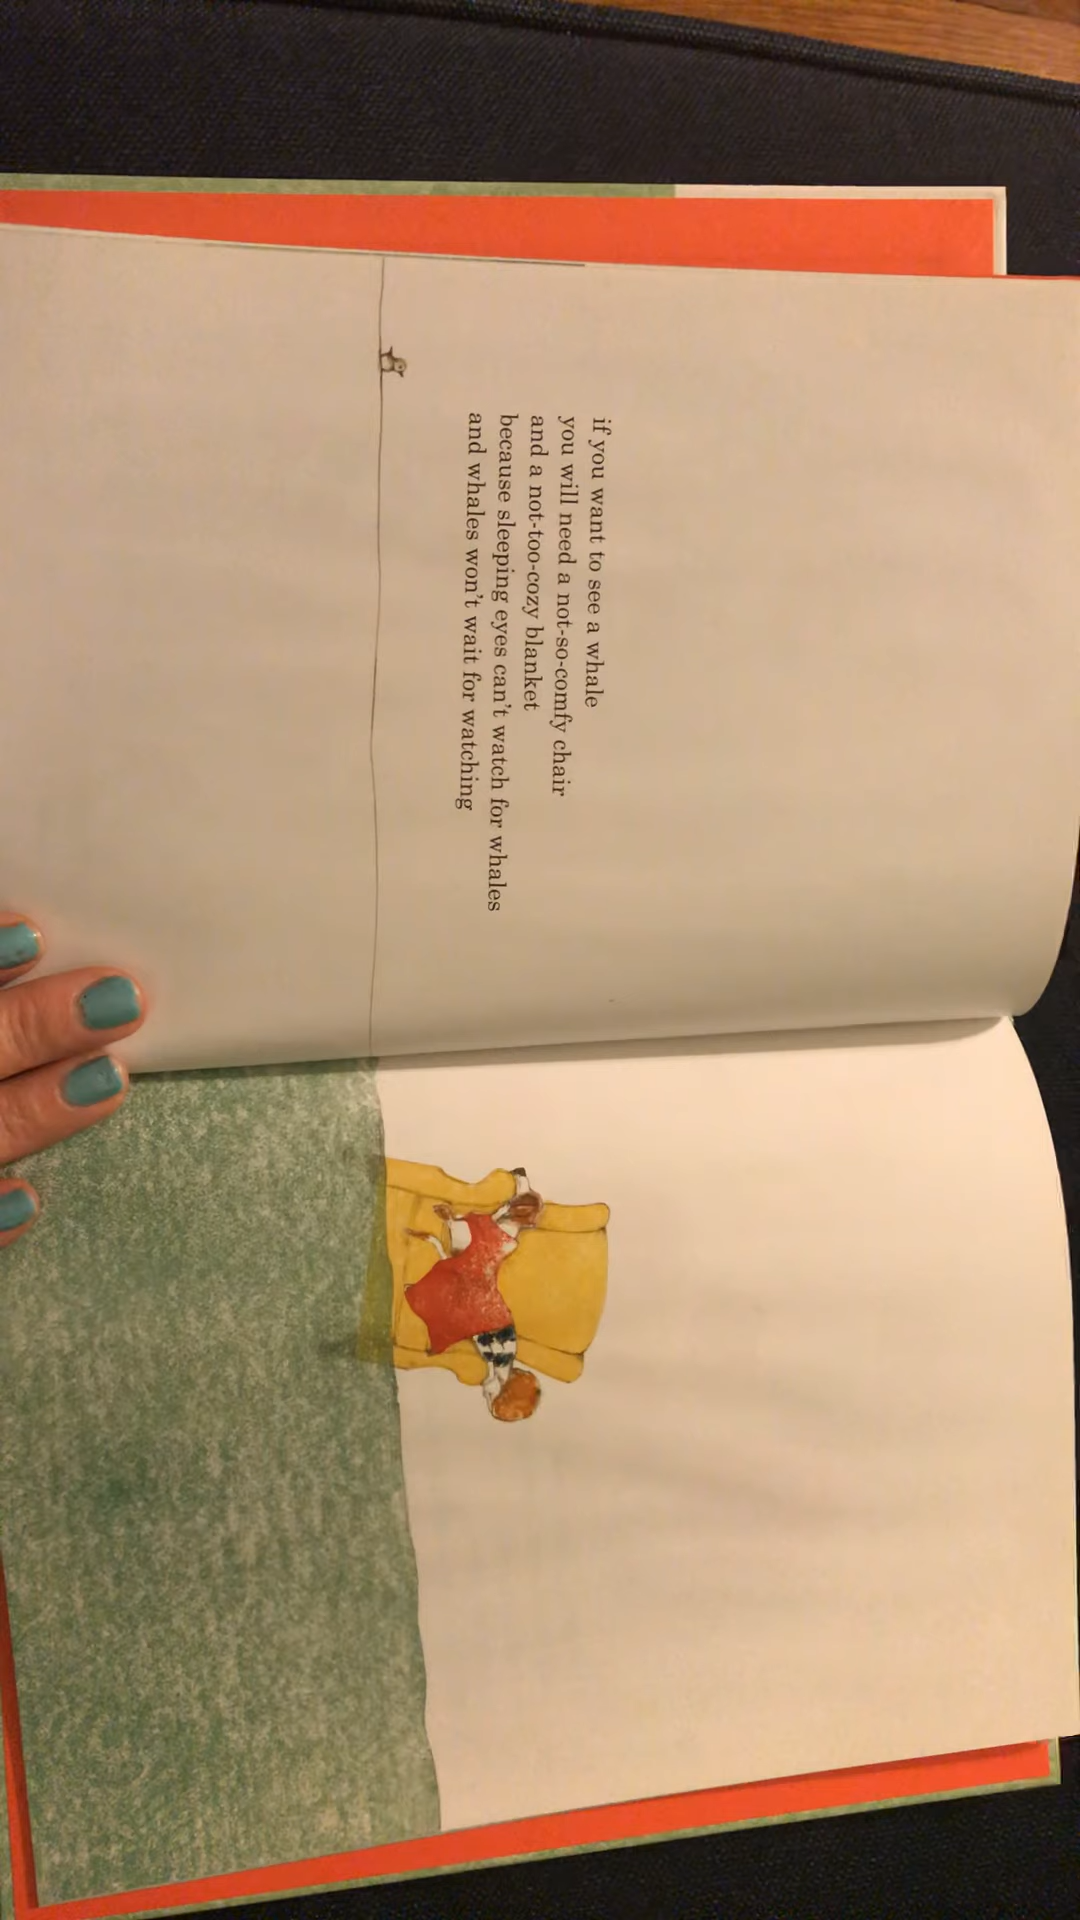 if you want to see a whale
you will need a not-so-comfy chair
and a not-too-cozy blanket
because sleeping eyes can't watch for whales
and whales won't wait for watching